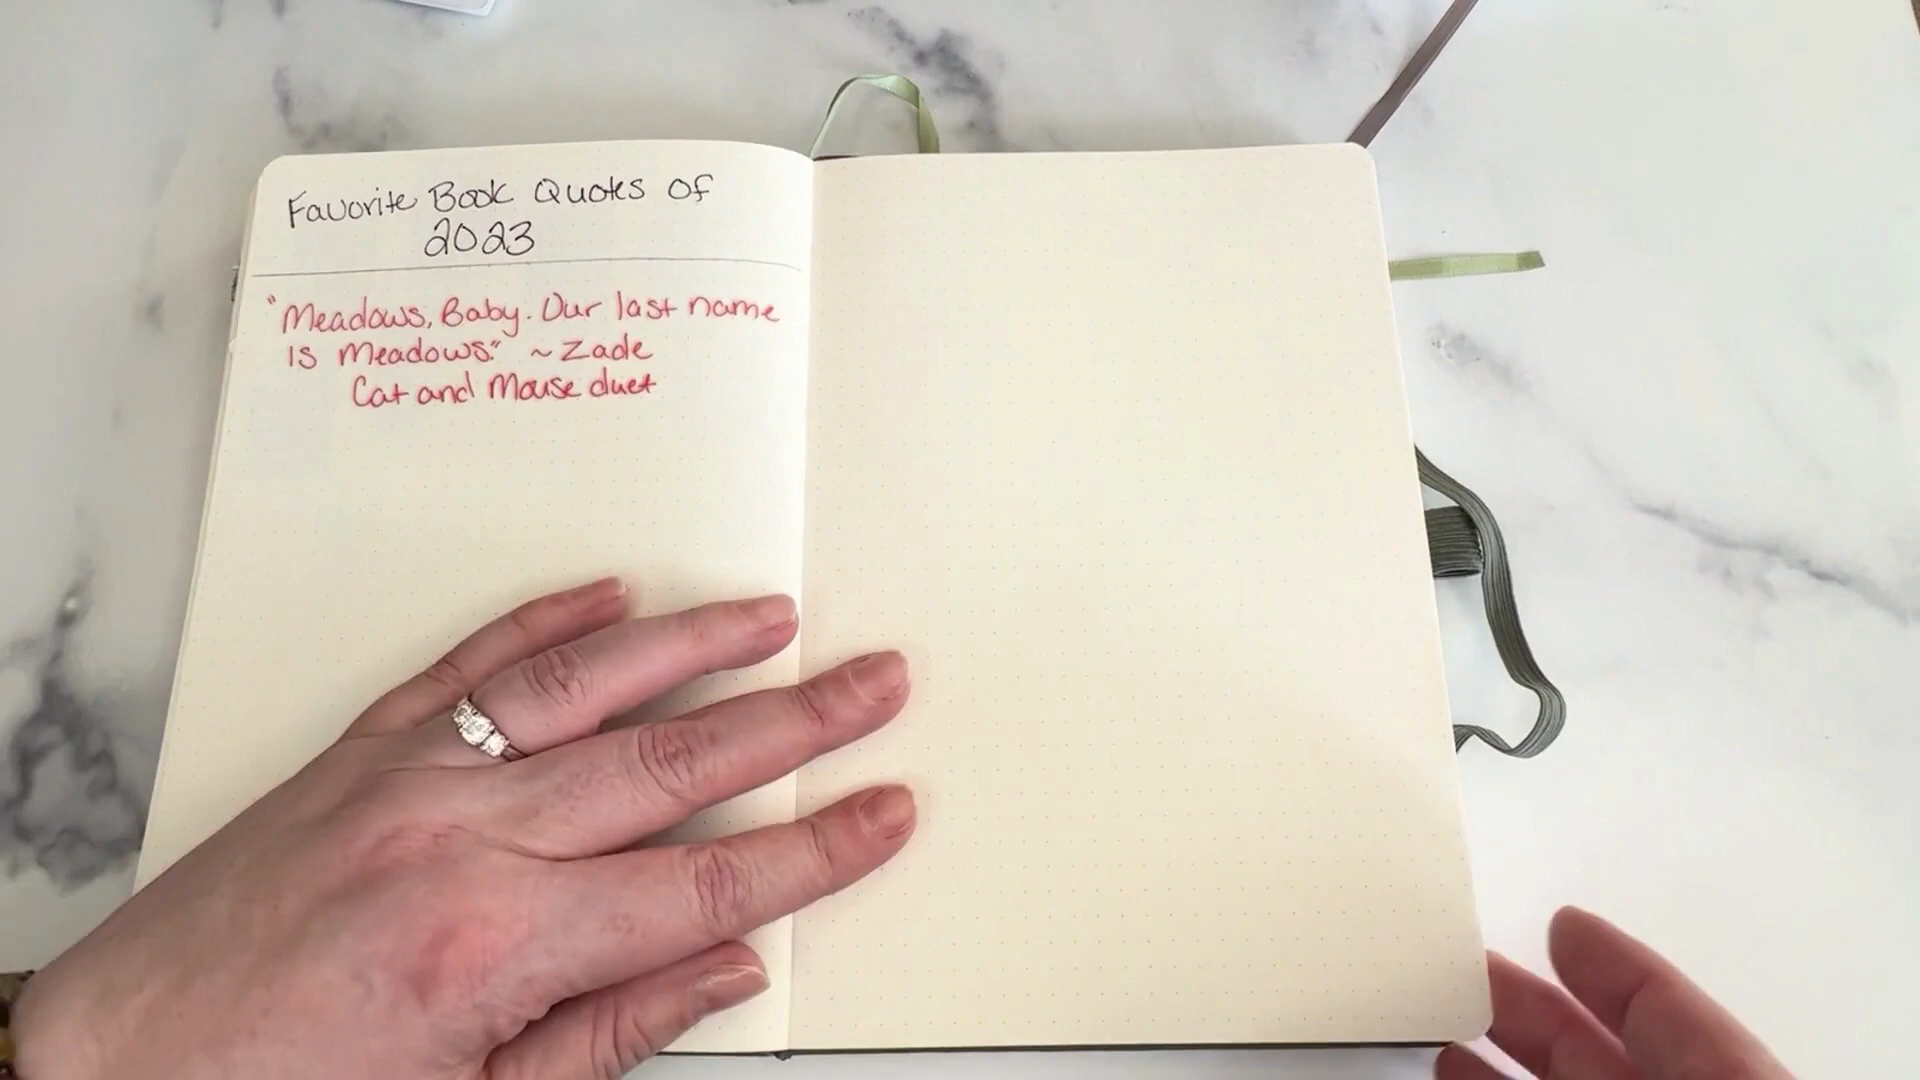 Favorite Book Quotes of
2023
"Meadows, Baby. Our last name
is Meadows." ~Zade
Cat and Mouse duet